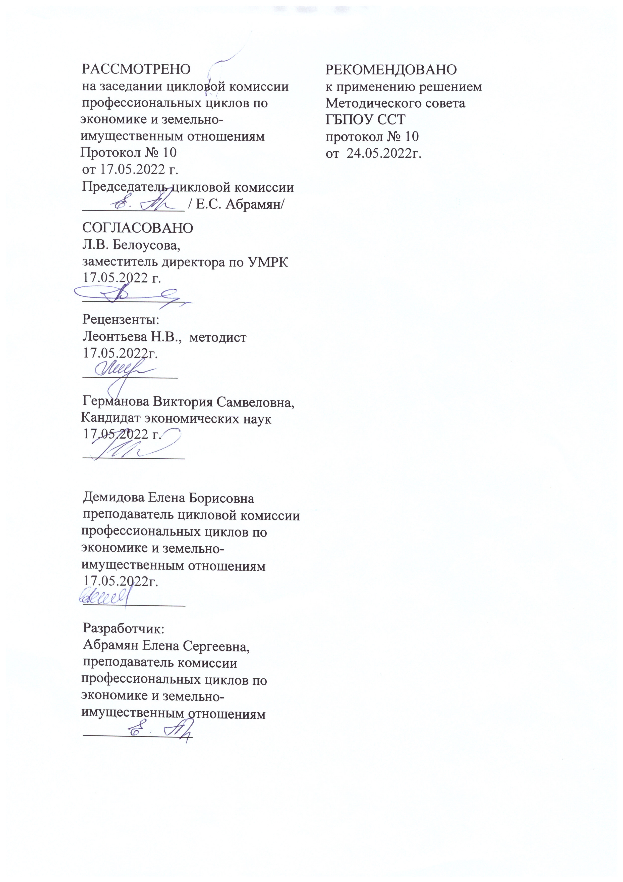 РАССМОТРЕНО
на заседании цикловой комиссии
профессиональных циклов по
экономике и земельно-
имущественным отношениям
Протокол № 10
от 17.05.2022 г.
Председатель цикловой комиссии
_______________ / Е.С. Абрамян/
РЕКОМЕНДОВАНО
к применению решением
Методического совета
ГБПОУ ССТ
протокол № 10
от 24.05.2022г.
СОГЛАСОВАНО
Л.В. Белоусова,
заместитель директора по УМРК
17.05.2022 г.
Рецензенты:
Леонтьева Н.В., методист
17.05.2022г.
Германова Виктория Самвеловна,
Кандидат экономических наук
17.05.2022 г.
Демидова Елена Борисовна
преподаватель цикловой комиссии
профессиональных циклов по
экономике и земельно-
имущественным отношениям
17.05.2022г.
Разработчик:
Абрамян Елена Сергеевна,
преподаватель комиссии
профессиональных циклов по
экономике и земельно-
имущественным отношениям